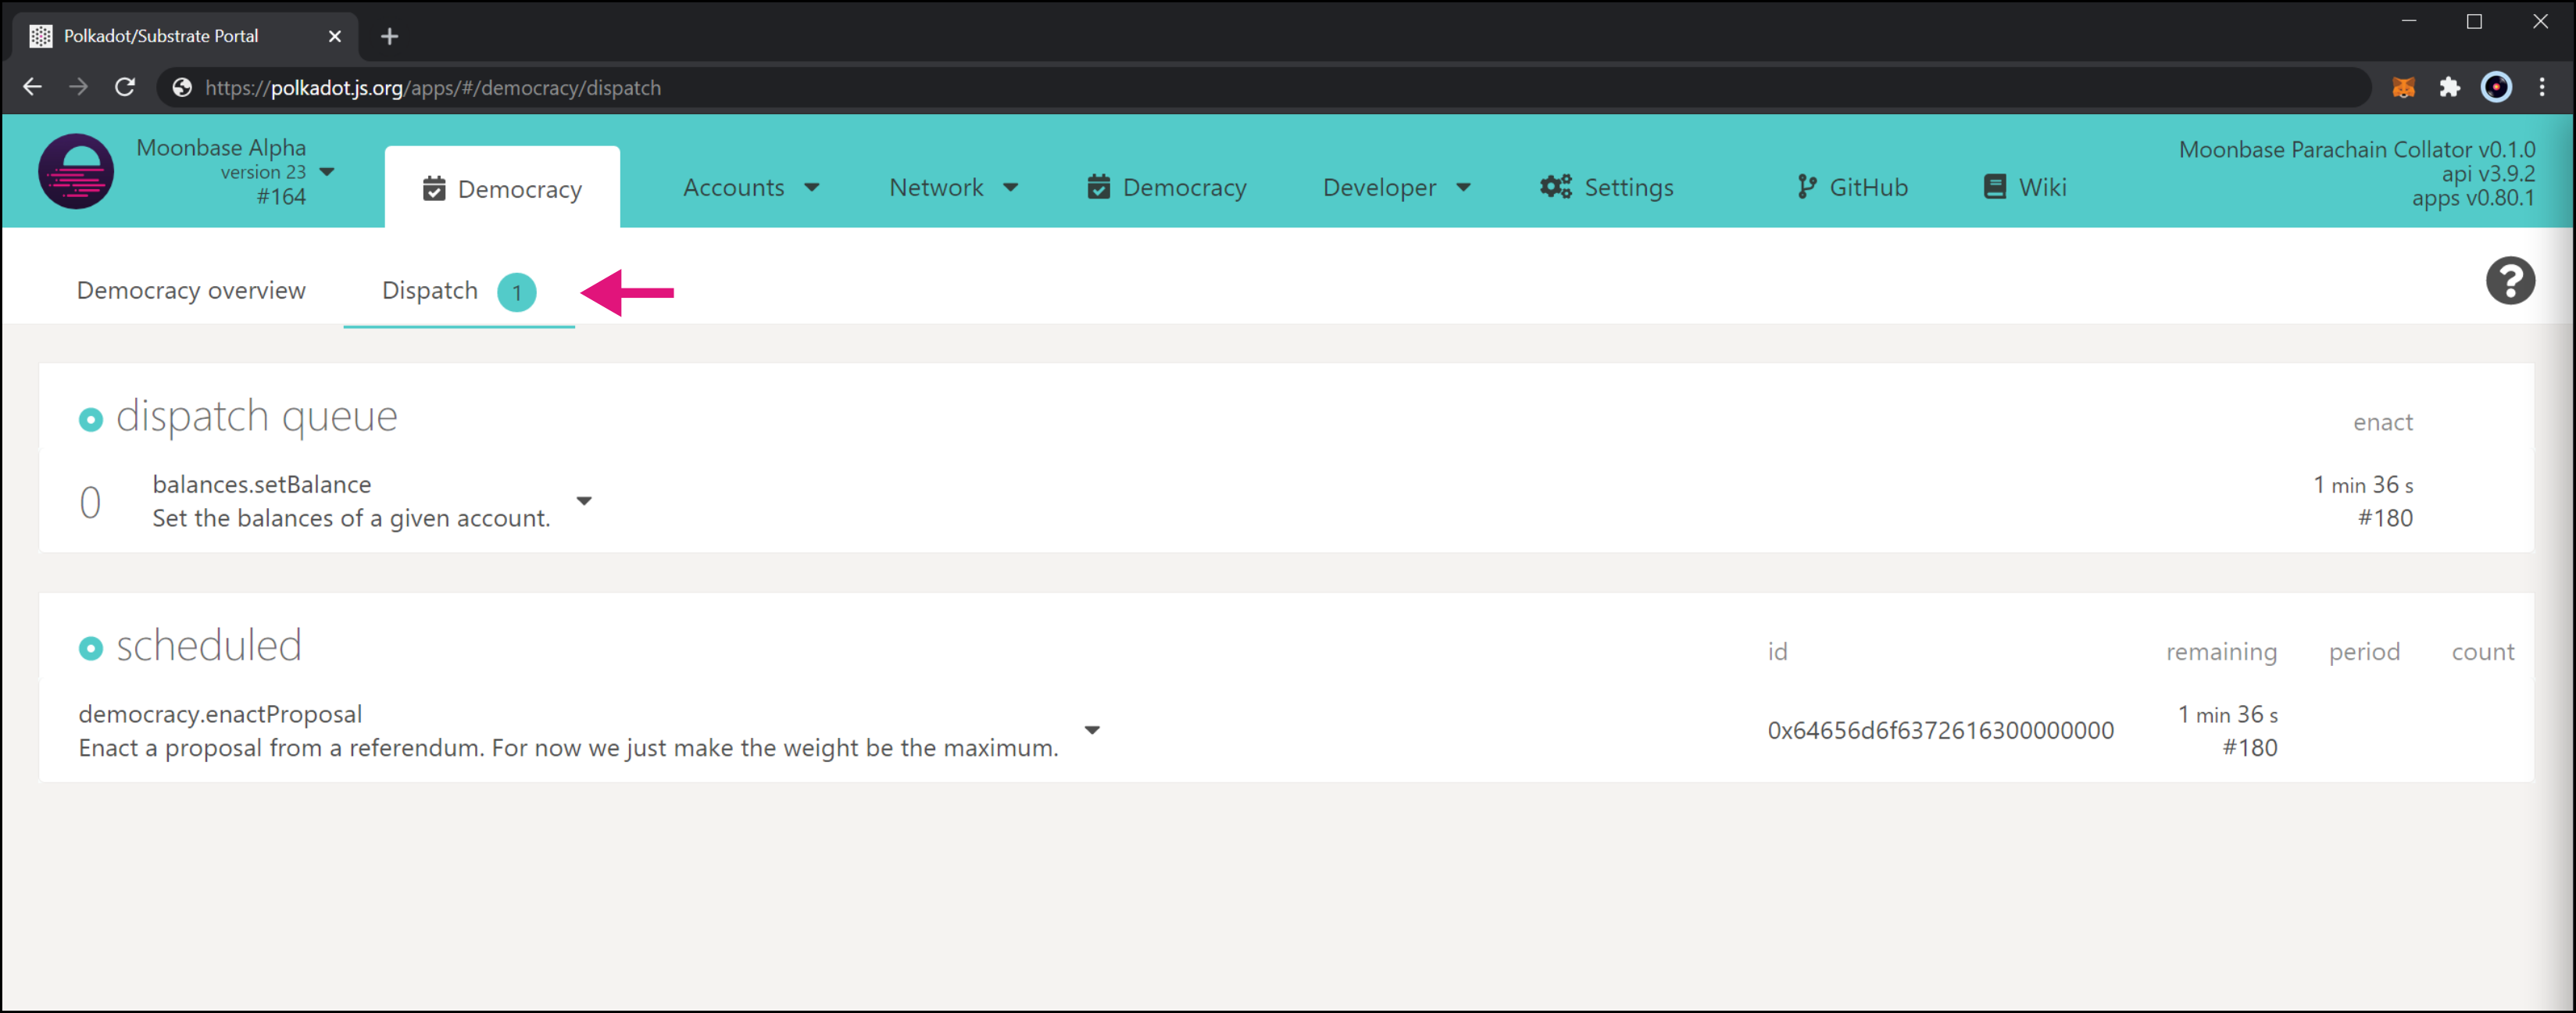 Polkadot/Substrate Portal
https://polkadot.js.org/apps/#/democracy/dispatch
Moonbase Alpha
version 23
#164
Democracy
Accounts
Network
Democracy
Developer
Settings
GitHub
Wiki
Moonbase Parachain Collator v0.1.0
api v3.9.2
apps v0.80.1
Democracy overview
Dispatch 1
dispatch queue
enact
0
balances.setBalance
Set the balances of a given account.
1 min 36 s
#180
scheduled
id
remaining
period
count
democracy.enactProposal
Enact a proposal from a referendum. For now we just make the weight be the maximum.
0x64656d6f6372616300000000
1 min 36 s
#180